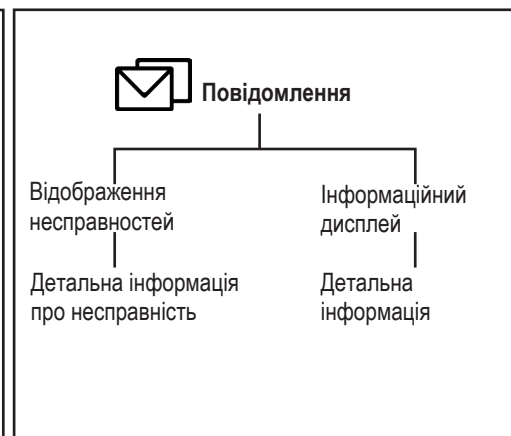 Повідомлення
Відображення
несправностей
Інформаційний
дисплей
Детальна інформація
про несправність
Детальна
інформація